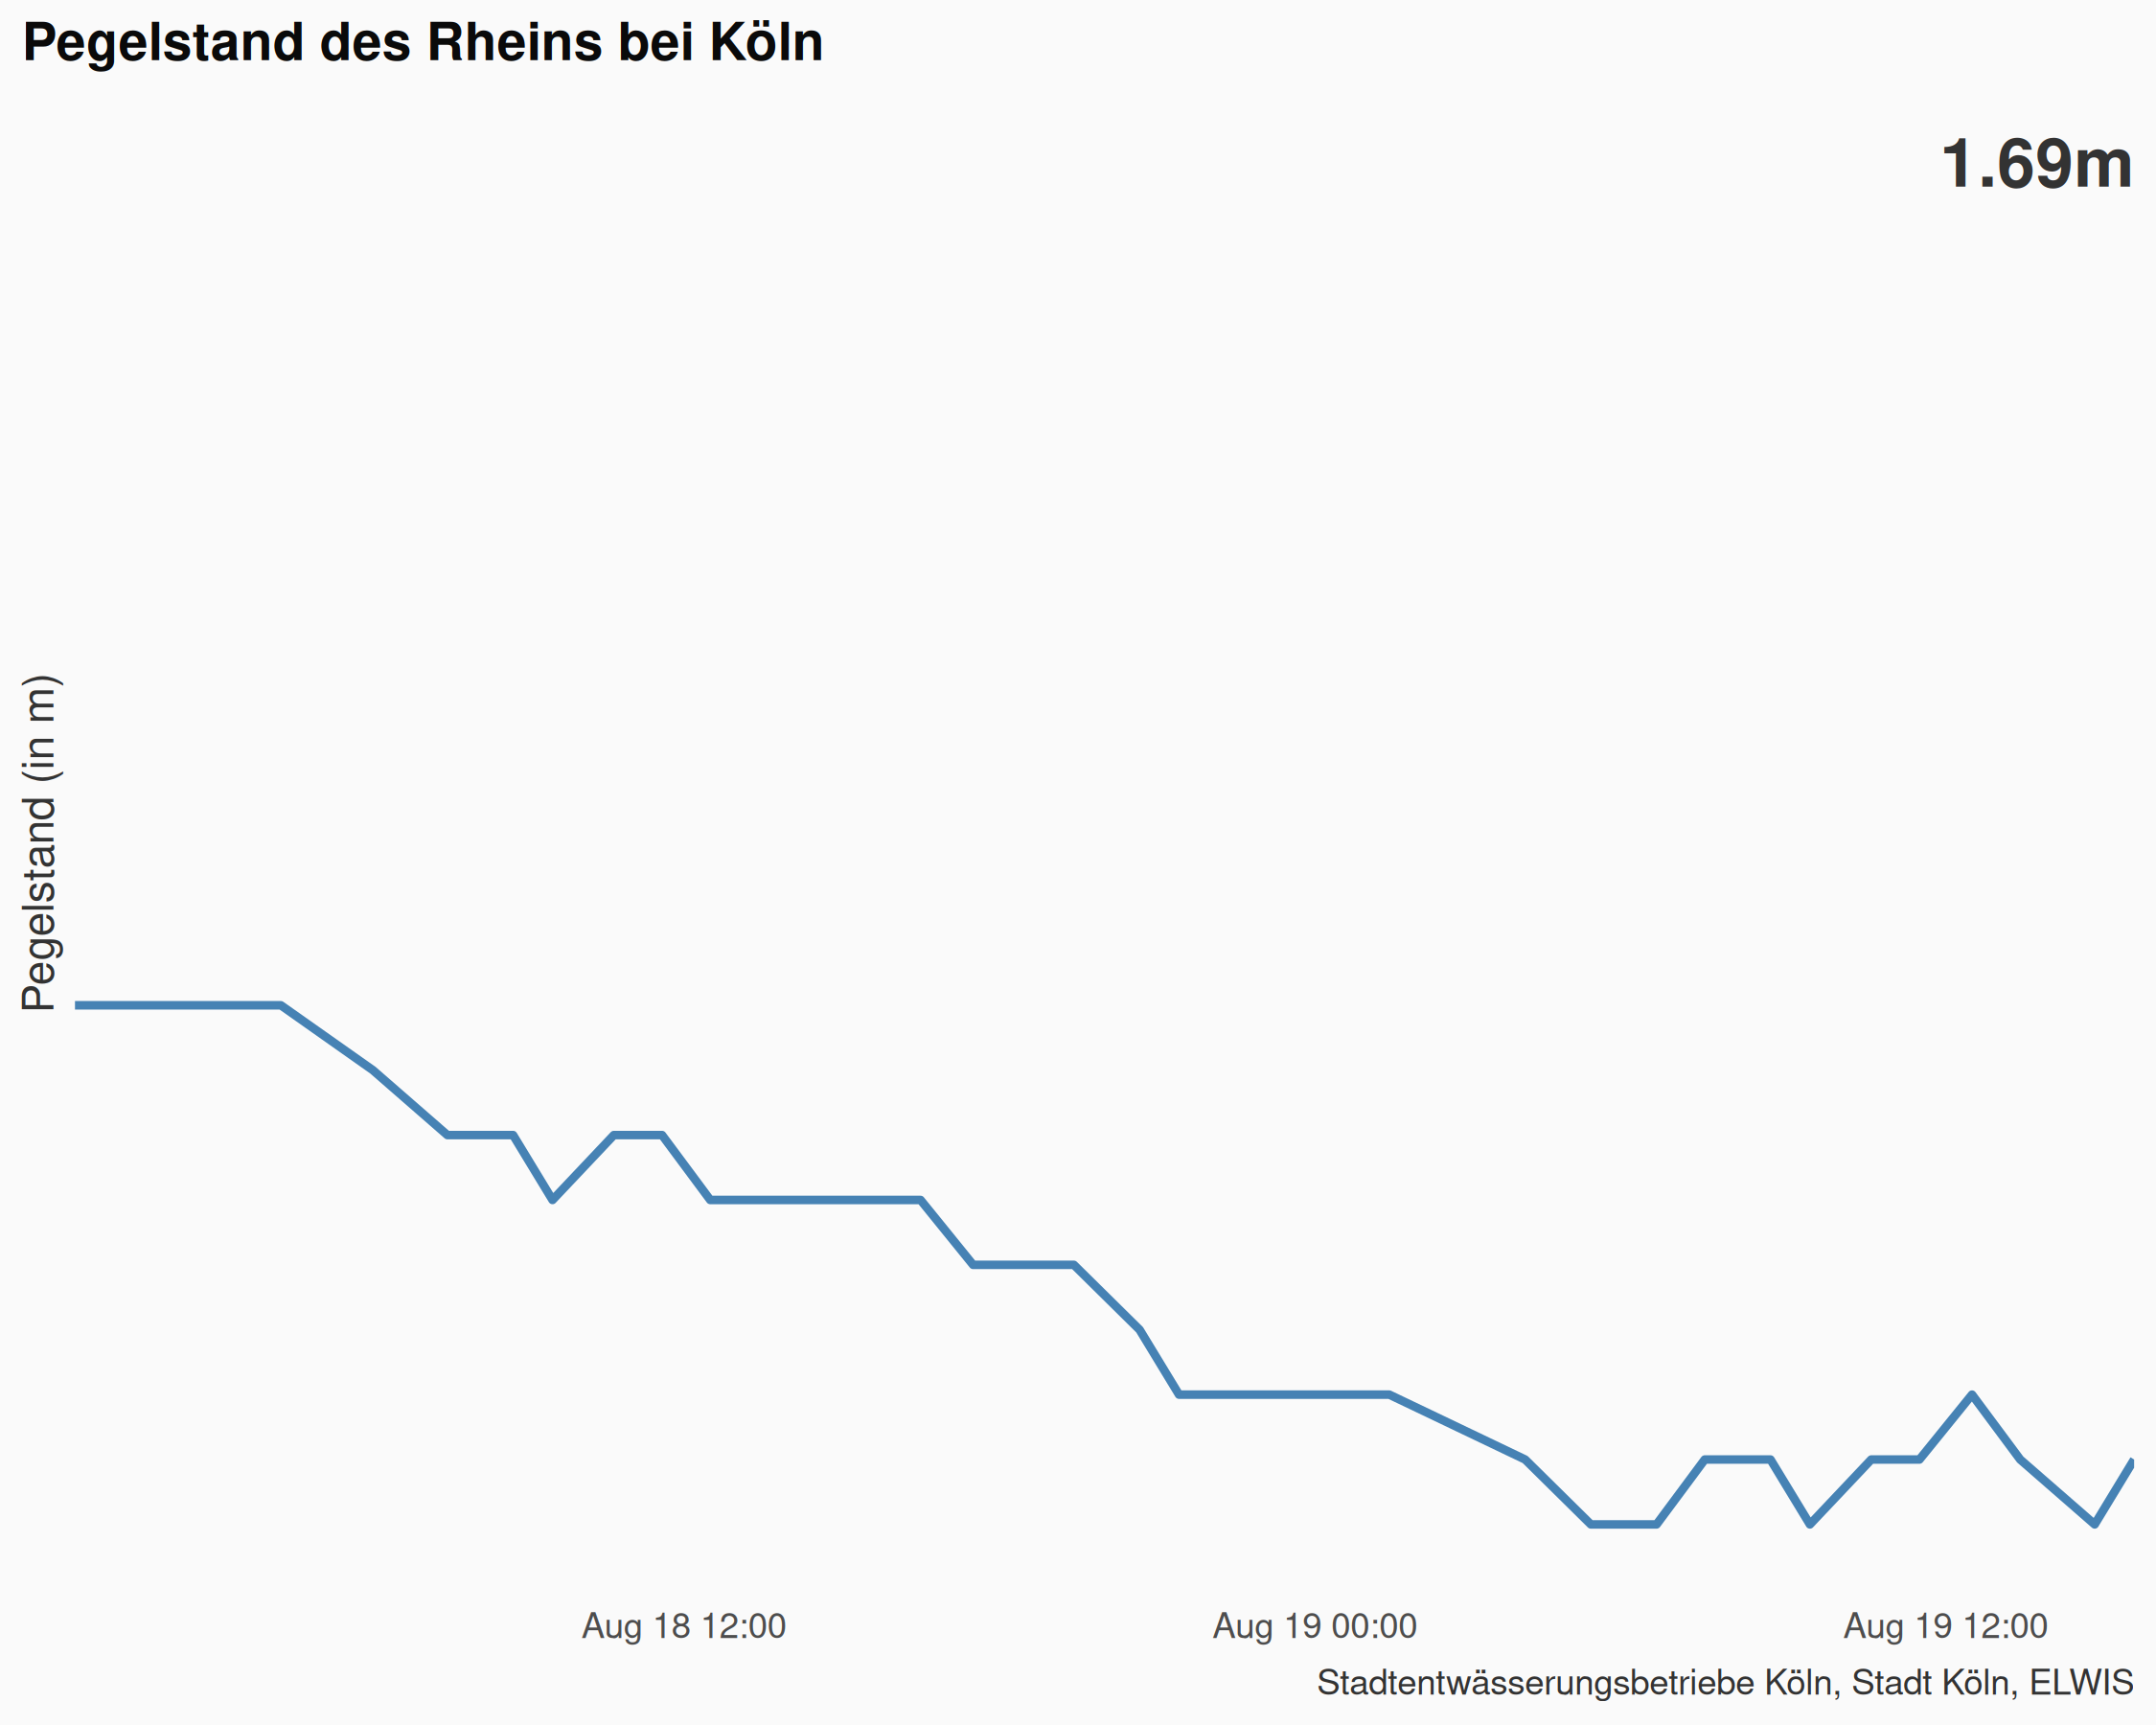 Pegelstand des Rheins bei Köln
1.69m
Pegelstand (in m)
Aug 18 12:00
Aug 19 00:00
Aug 19 12:00
Stadtentwässerungsbetriebe Köln, Stadt Köln, ELWIS